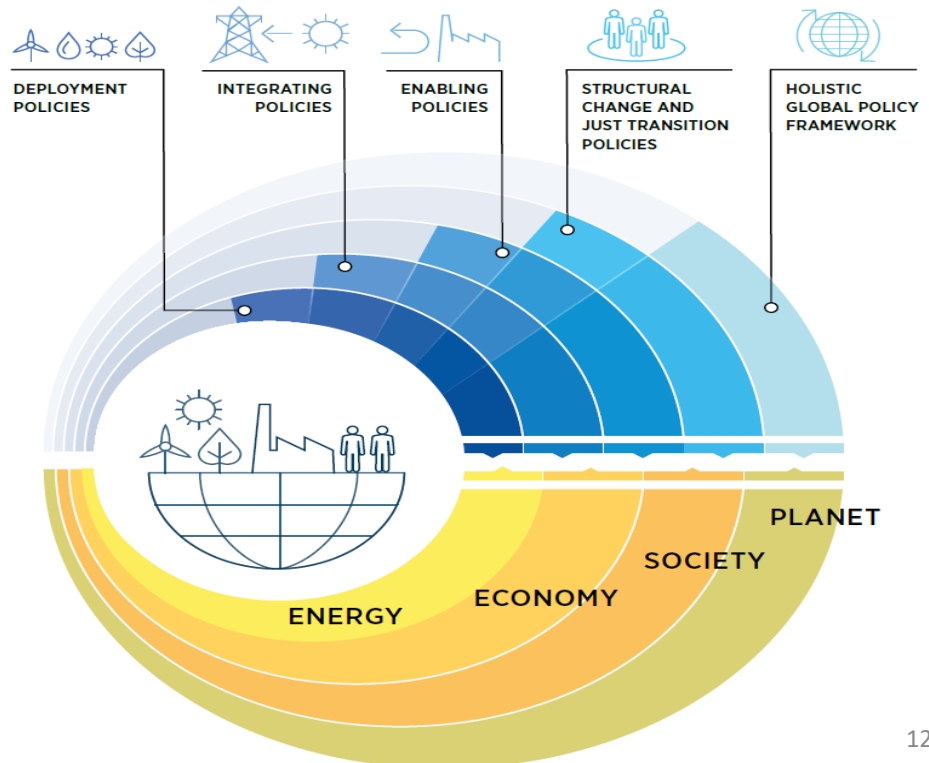 DEPLOYMENT
POLICIES
INTEGRATING
POLICIES
ENABLING
POLICIES
STRUCTURAL
CHANGE AND
JUST TRANSITION
POLICIES
HOLISTIC
GLOBAL POLICY
FRAMEWORK
PLANET
SOCIETY
ECONOMY
ENERGY
12